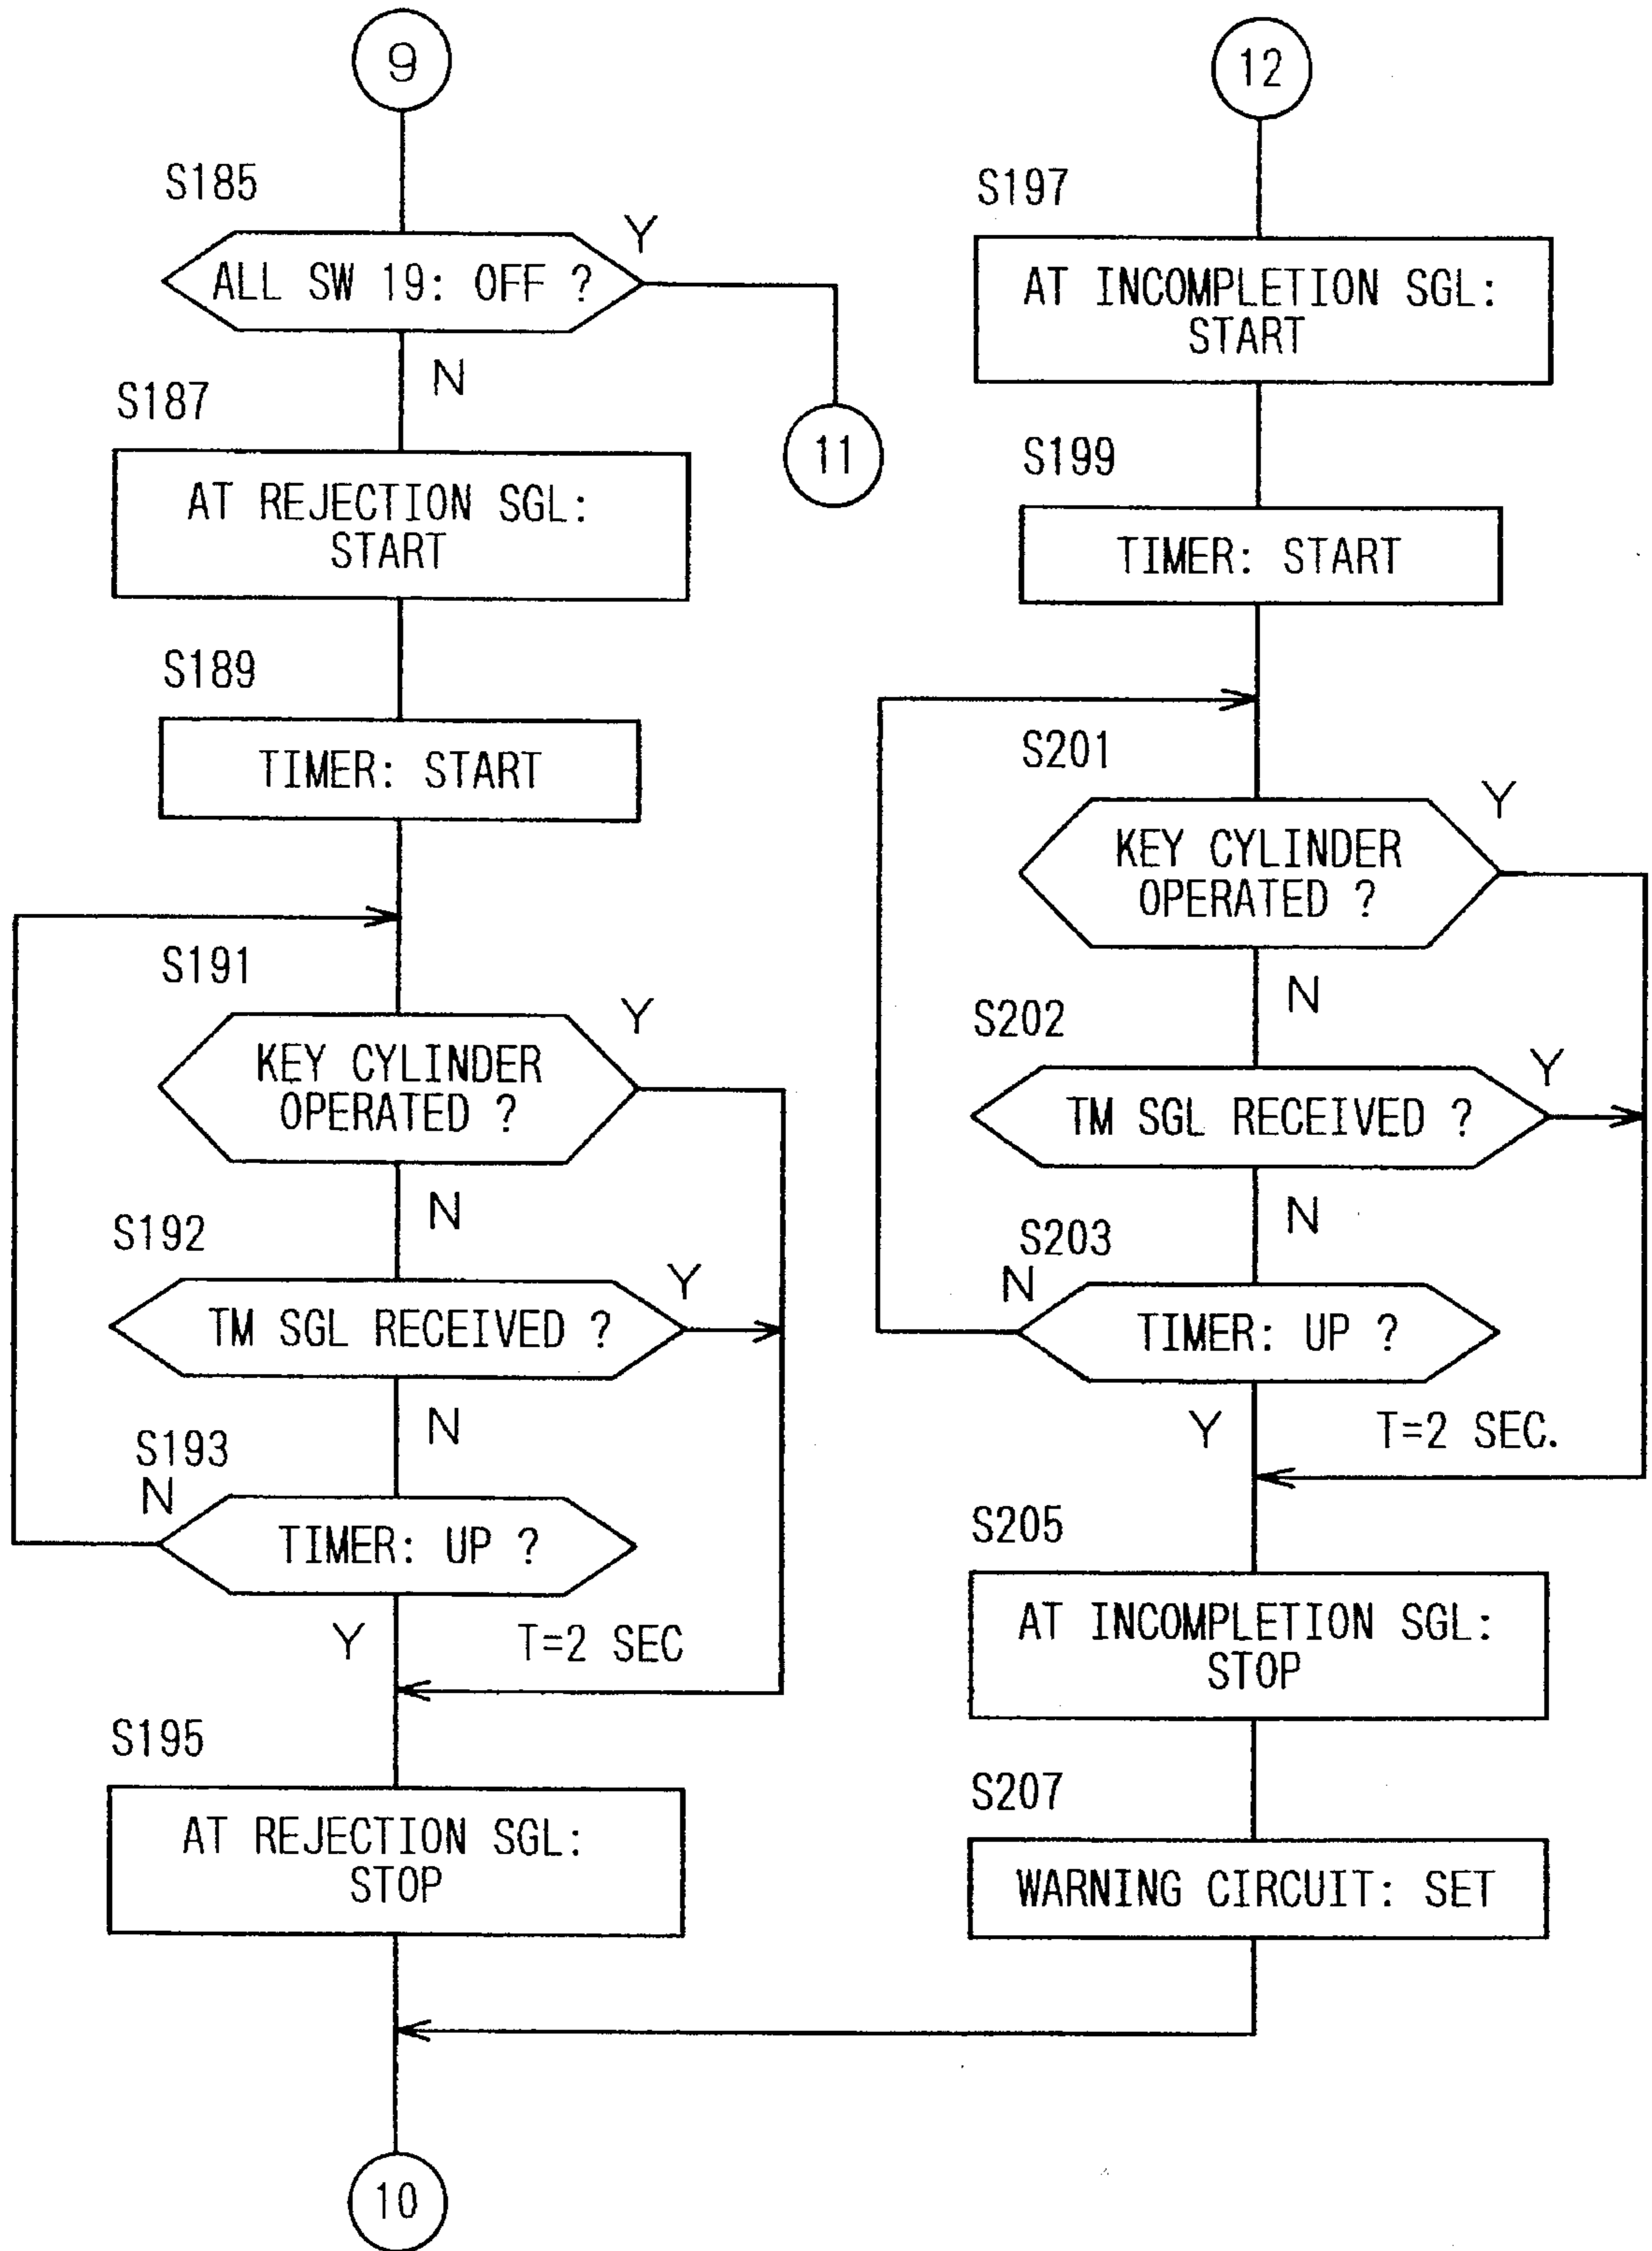 9
S185
ALL SW 19: OFF ?
Y
N
11
S187
AT REJECTION SGL:
START
S189
TIMER: START
S191
KEY CYLINDER
OPERATED ?
Y
N
S192
TM SGL RECEIVED ?
Y
N
S193
N
TIMER: UP ?
Y
T=2 SEC
S195
AT REJECTION SGL:
STOP
10
12
S197
AT INCOMPLETION SGL:
START
S199
TIMER: START
S201
KEY CYLINDER
OPERATED ?
Y
N
S202
TM SGL RECEIVED ?
Y
N
S203
N
TIMER: UP ?
Y
T=2 SEC.
S205
AT INCOMPLETION SGL:
STOP
S207
WARNING CIRCUIT: SET